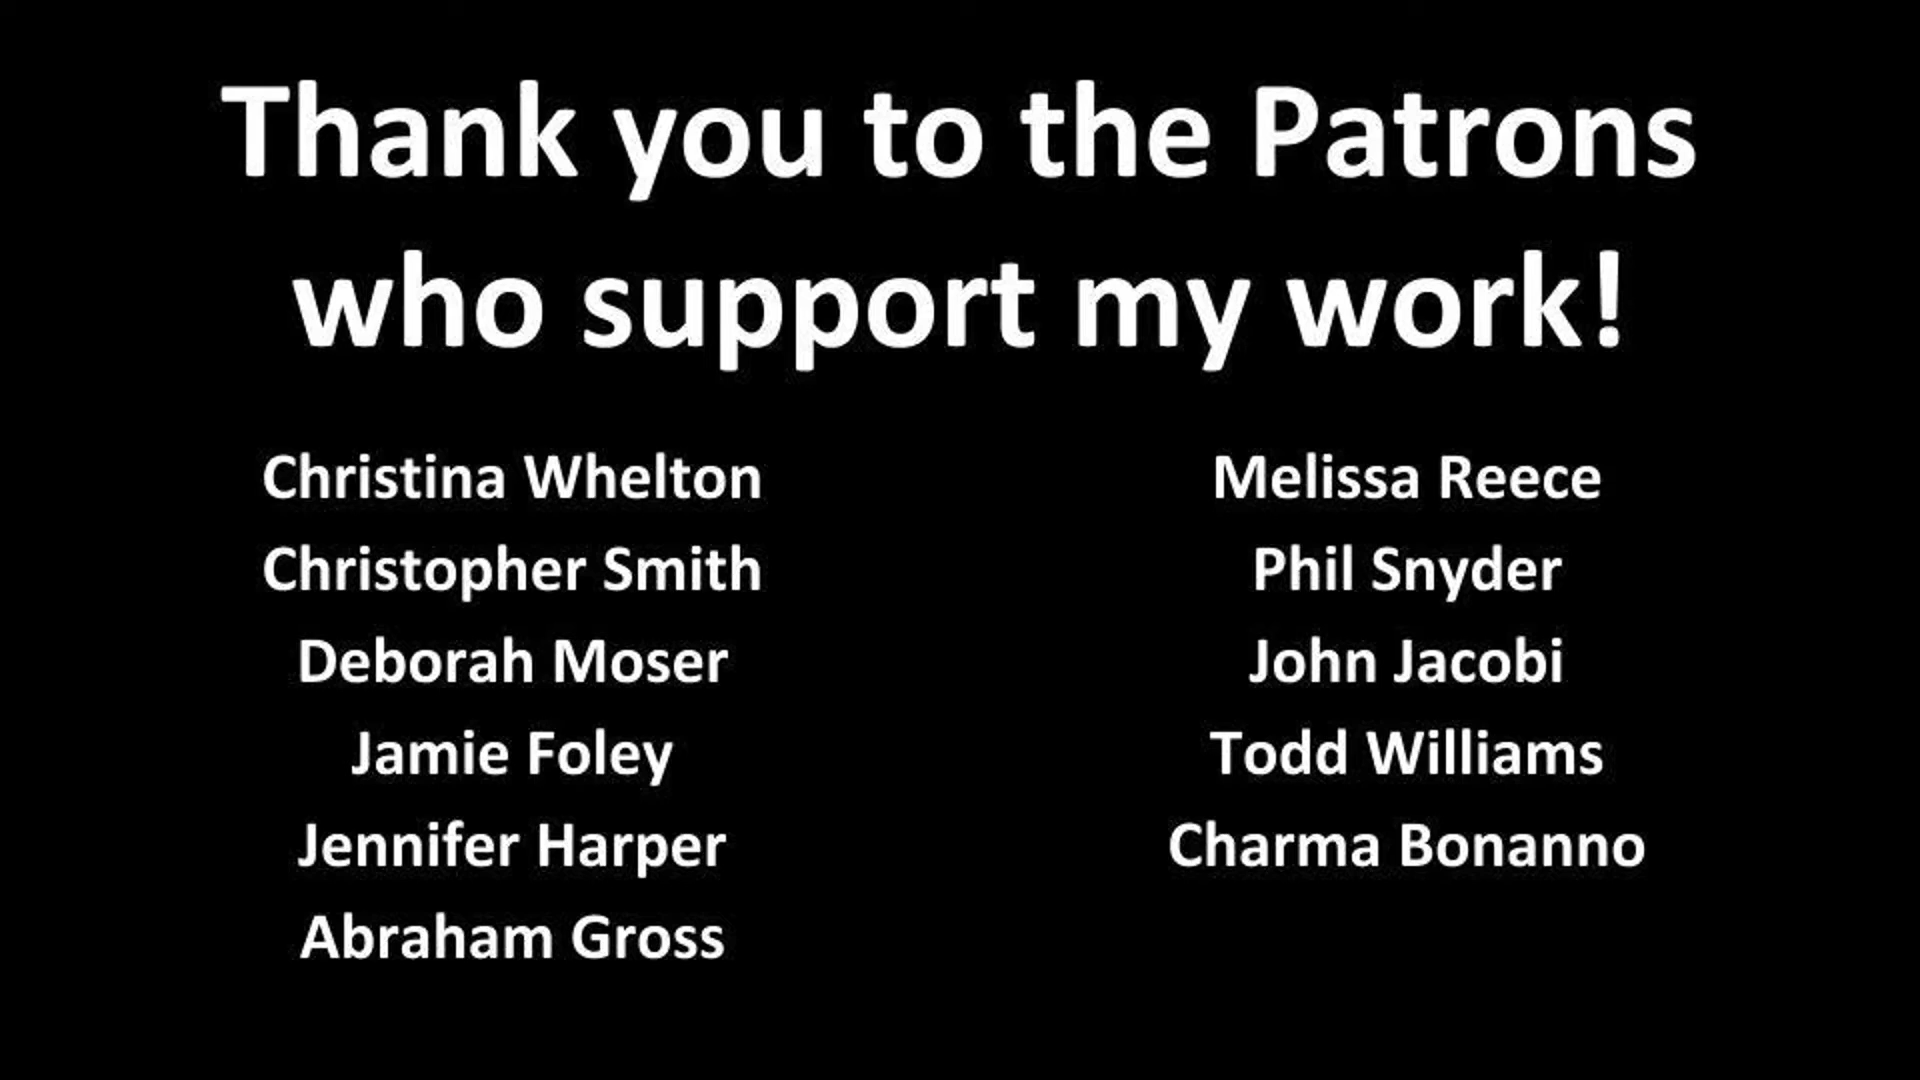 Thank you to the Patrons
who support my work!
Christina Whelton
Christopher Smith
Deborah Moser
Jamie Foley
Jennifer Harper
Abraham Gross
Melissa Reece
Phil Snyder
John Jacobi
Todd Williams
Charma Bonanno